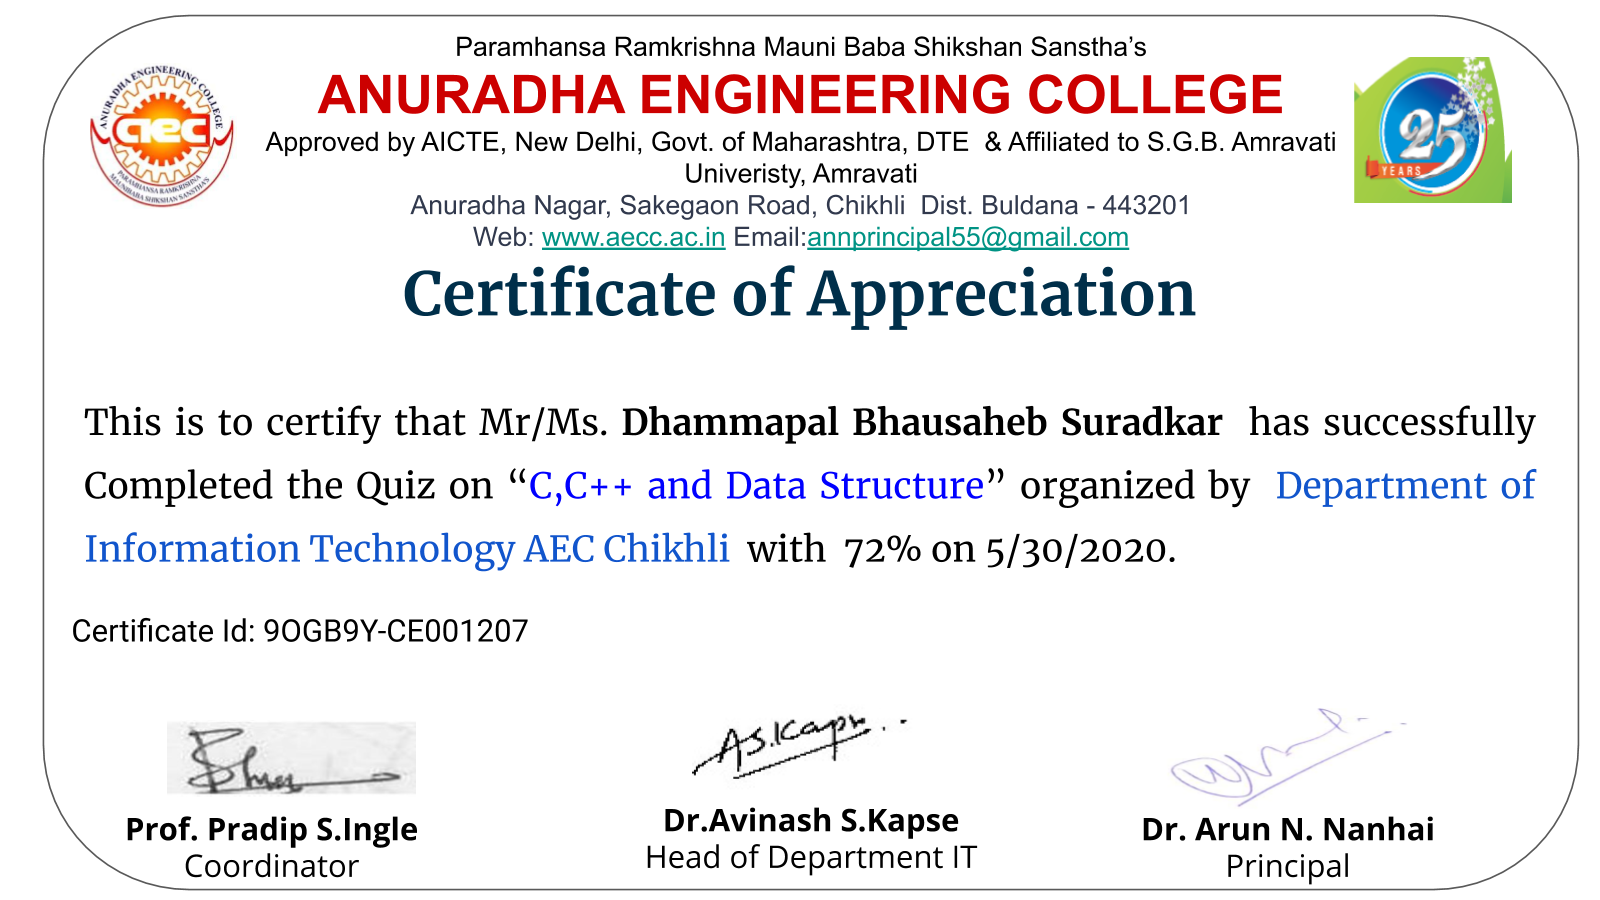 Paramhansa Ramkrishna Mauni Baba Shikshan Sanstha’s
ANURADHA ENGINEERING COLLEGE
Approved by AICTE, New Delhi, Govt. of Maharashtra, DTE & Affiliated to S.G.B. Amravati
Univeristy, Amravati
Anuradha Nagar, Sakegaon Road, Chikhli Dist. Buldana - 443201
Web: www.aecc.ac.in Email:annprincipal55@gmail.com
ANURADHA ENGINEERING COLLEGE
aec
PARAMHANSA RAMKRISHNA
MAUNIBABA SHIKSHAN SANSTHA'S
25
YEARS
Certificate of Appreciation
This is to certify that Mr/Ms. Dhammapal Bhausaheb Suradkar has successfully
Completed the Quiz on “C,C++ and Data Structure” organized by Department of
Information Technology AEC Chikhli with 72% on 5/30/2020.
Certificate Id: 9OGB9Y-CE001207
A.S.Kapse
Prof. Pradip S.Ingle
Coordinator
Dr.Avinash S.Kapse
Head of Department IT
Dr. Arun N. Nanhai
Principal